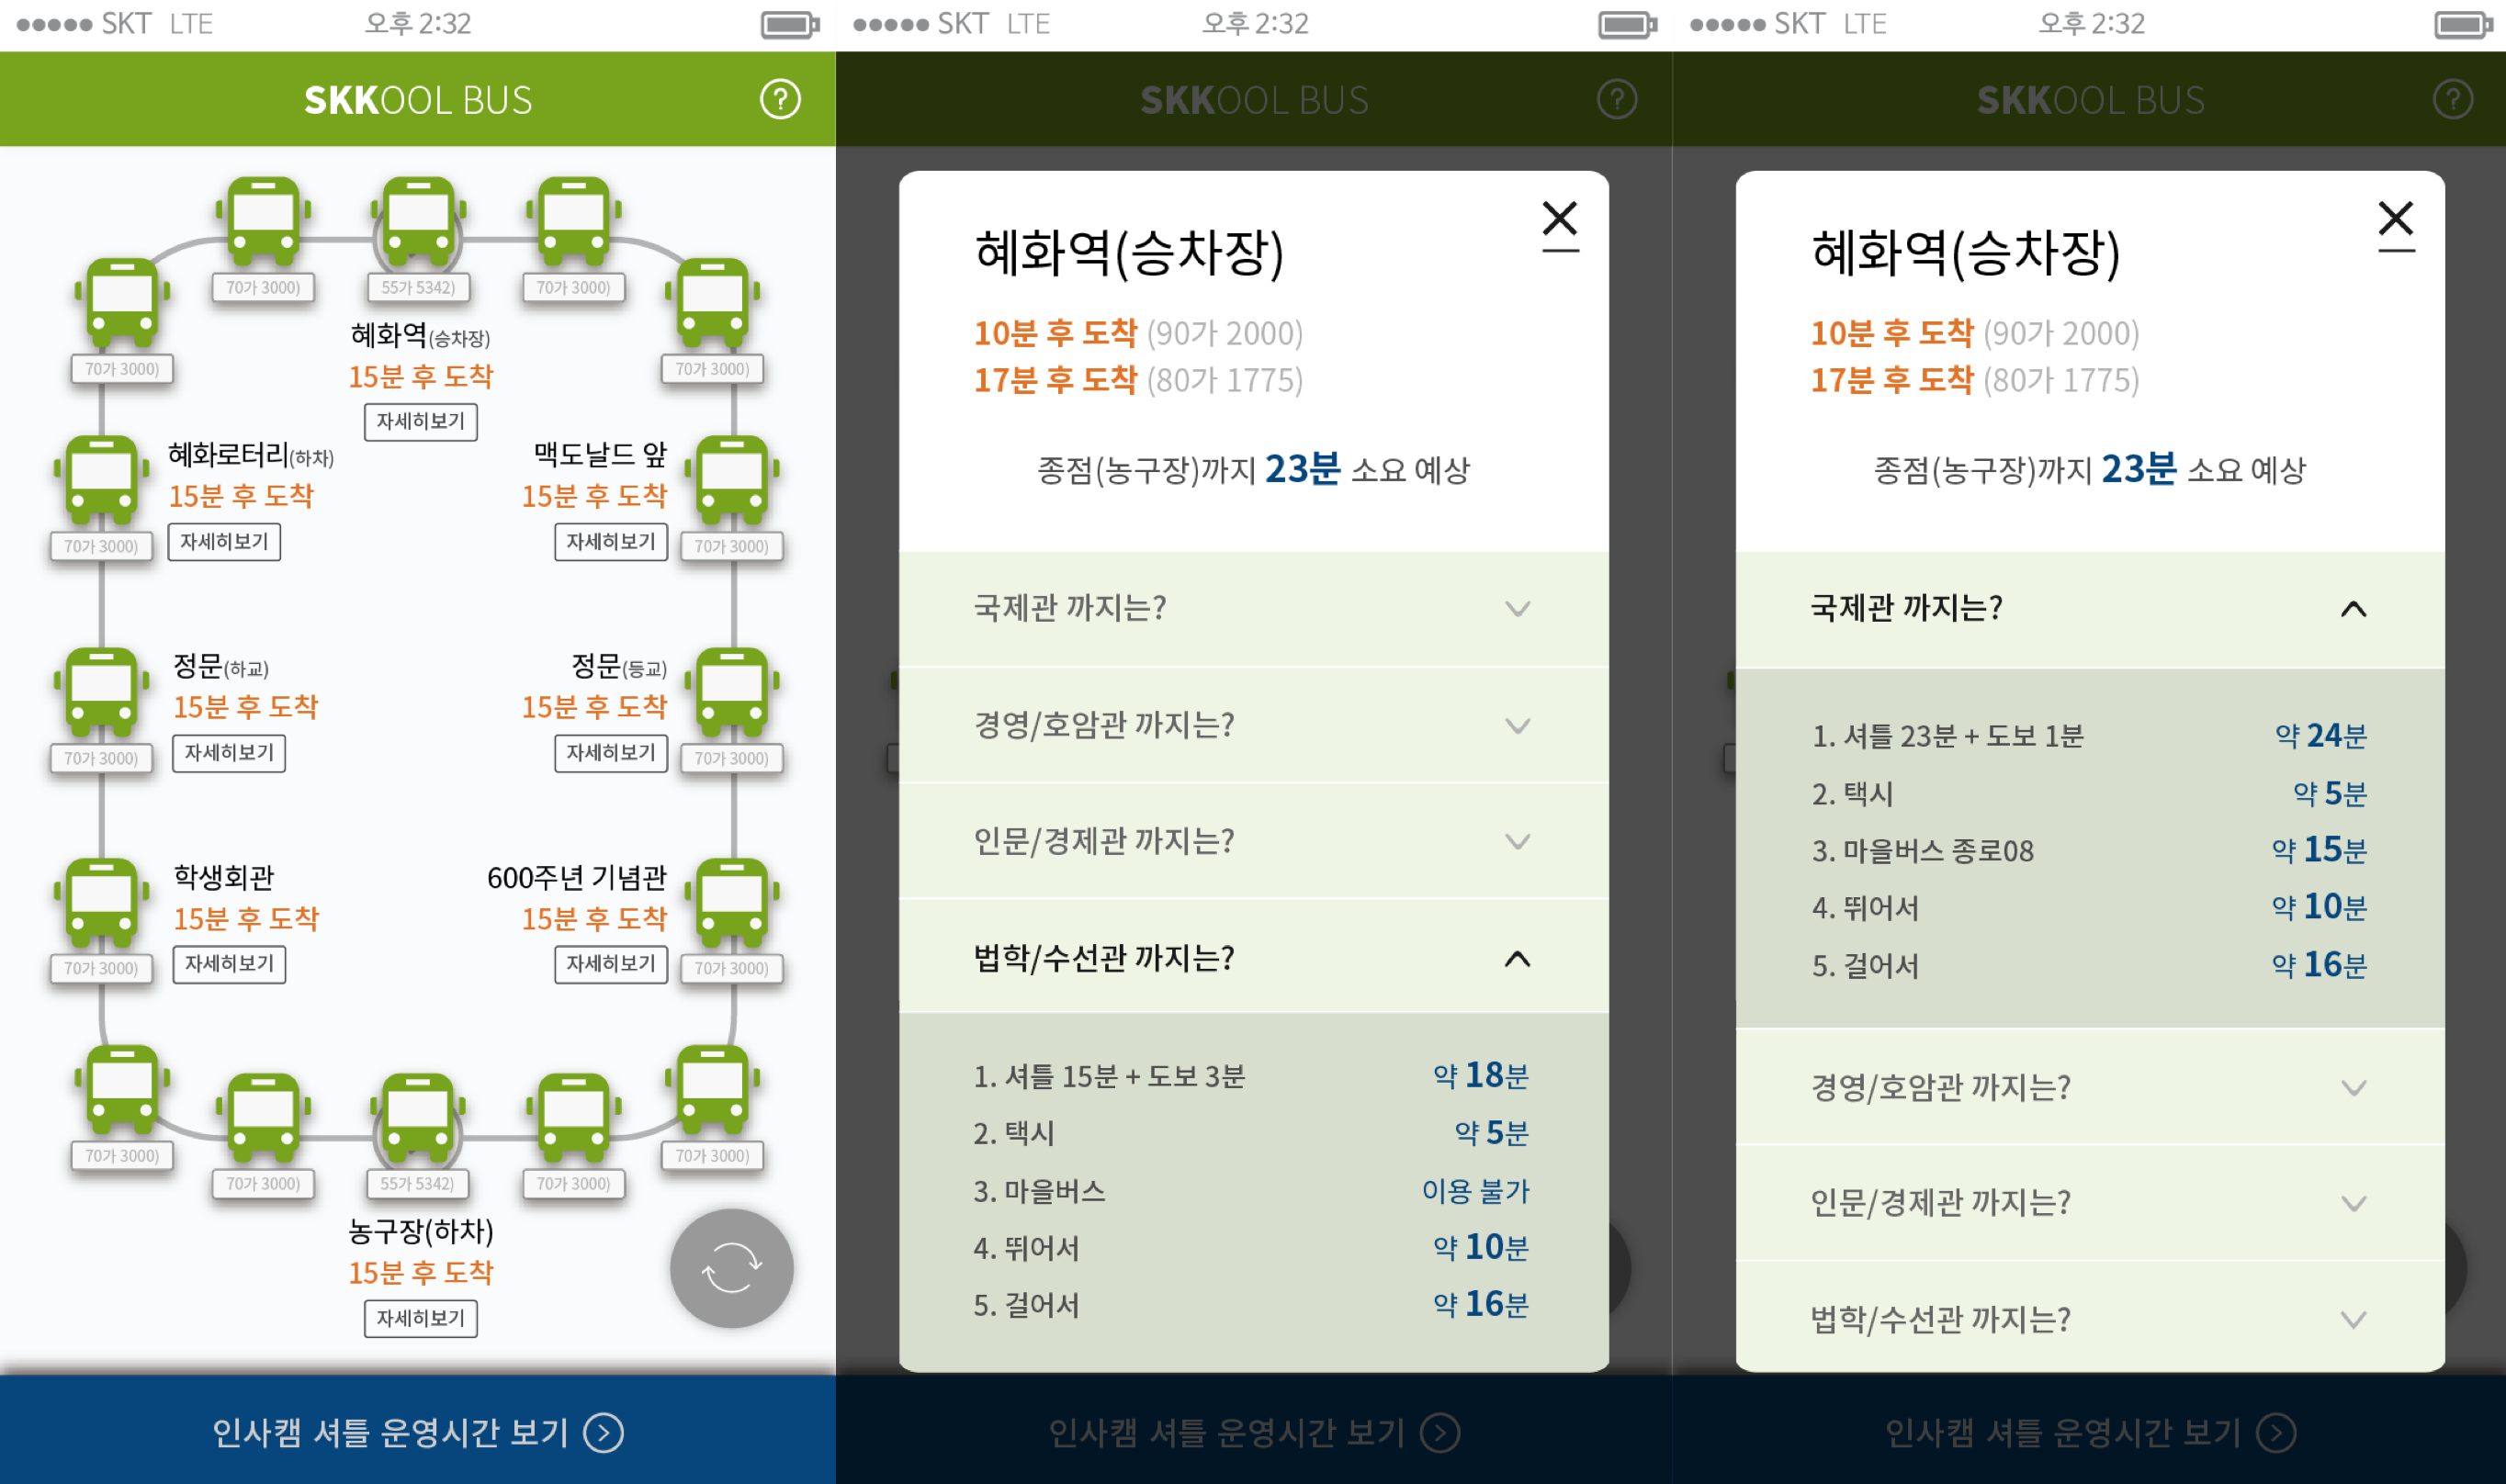 SKT LTE 오후 2:32
SKKOOL BUS ?
70가 3000) 55가 5342) 70가 3000)
70가 3000) 70가 3000)
혜화역(승차장)
15분 후 도착
자세히보기
혜화로터리(하차) 맥도날드 앞
15분 후 도착 15분 후 도착
70가 3000) 자세히보기 자세히보기 70가 3000)
정문(하교) 정문(등교)
15분 후 도착 15분 후 도착
70가 3000) 자세히보기 자세히보기 70가 3000)
학생회관 600주년 기념관
15분 후 도착 15분 후 도착
70가 3000) 자세히보기 자세히보기 70가 3000)
70가 3000) 70가 3000)
70가 3000) 55가 5342) 70가 3000)
농구장(하차)
15분 후 도착
자세히보기
인사캠 셔틀 운영시간 보기
SKT LTE 오후 2:32
SKKOOL BUS ?
혜화역(승차장)
10분 후 도착 (90가 2000)
17분 후 도착 (80가 1775)
종점(농구장)까지 23분 소요 예상
국제관 까지는?
경영/호암관 까지는?
인문/경제관 까지는?
법학/수선관 까지는?
1. 셔틀 15분 + 도보 3분 약 18분
2. 택시 약 5분
3. 마을버스 이용 불가
4. 뛰어서 약 10분
5. 걸어서 약 16분
인사캠 셔틀 운영시간 보기
SKT LTE 오후 2:32
SKKOOL BUS ?
혜화역(승차장)
10분 후 도착 (90가 2000)
17분 후 도착 (80가 1775)
종점(농구장)까지 23분 소요 예상
국제관 까지는?
1. 셔틀 23분 + 도보 1분 약 24분
2. 택시 약 5분
3. 마을버스 종로08 약 15분
4. 뛰어서 약 10분
5. 걸어서 약 16분
경영/호암관 까지는?
인문/경제관 까지는?
법학/수선관 까지는?
인사캠 셔틀 운영시간 보기